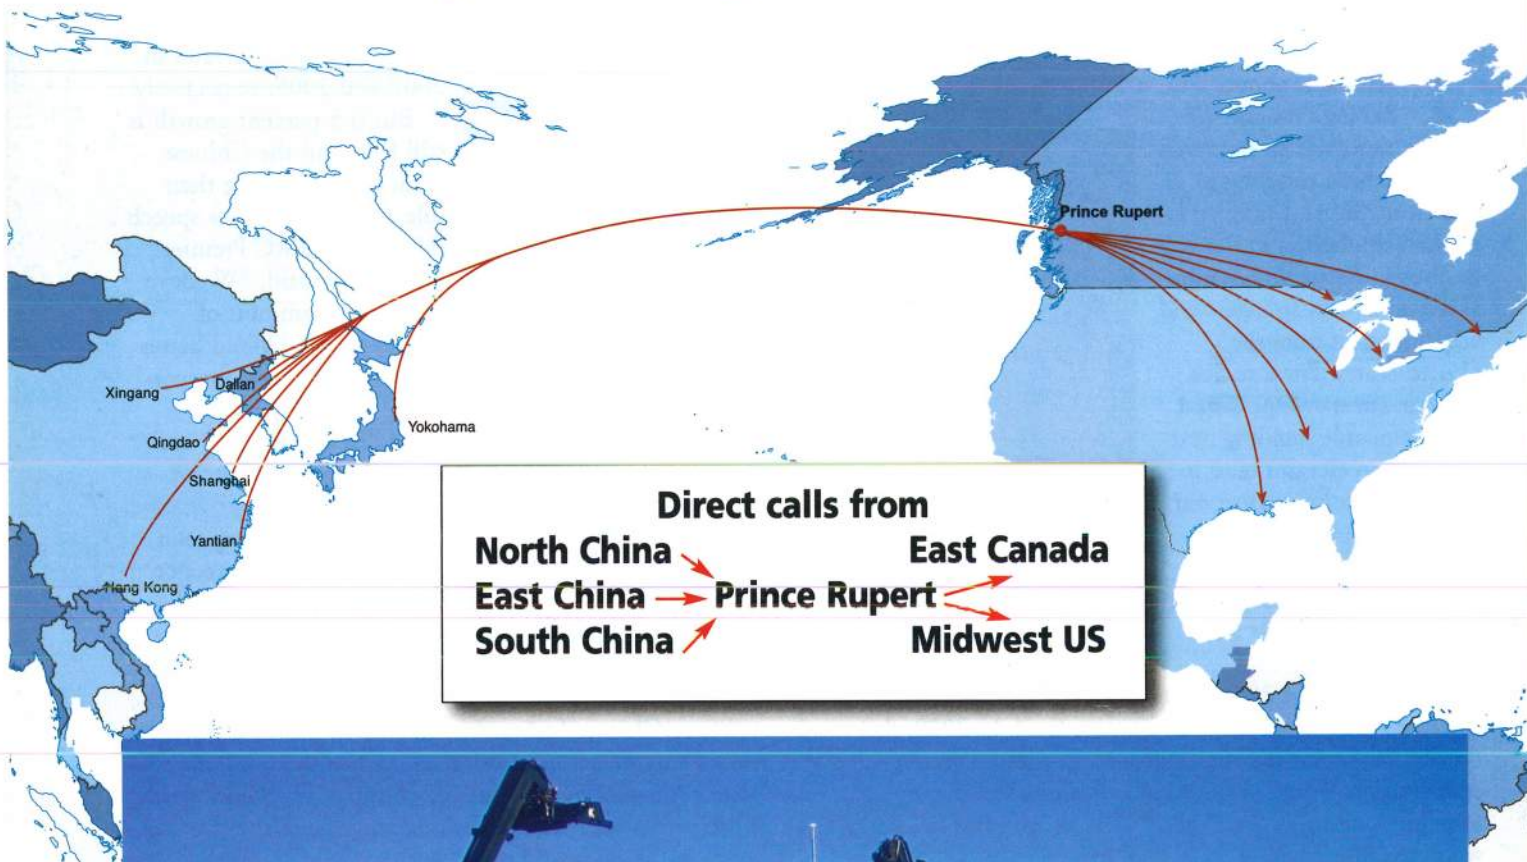 Prince Rupert
Xingang
Dalian
Qingdao
Yokohama
Shanghai
Yantian
Hong Kong
Direct calls from
North China East Canada
East China Prince Rupert
South China Midwest US